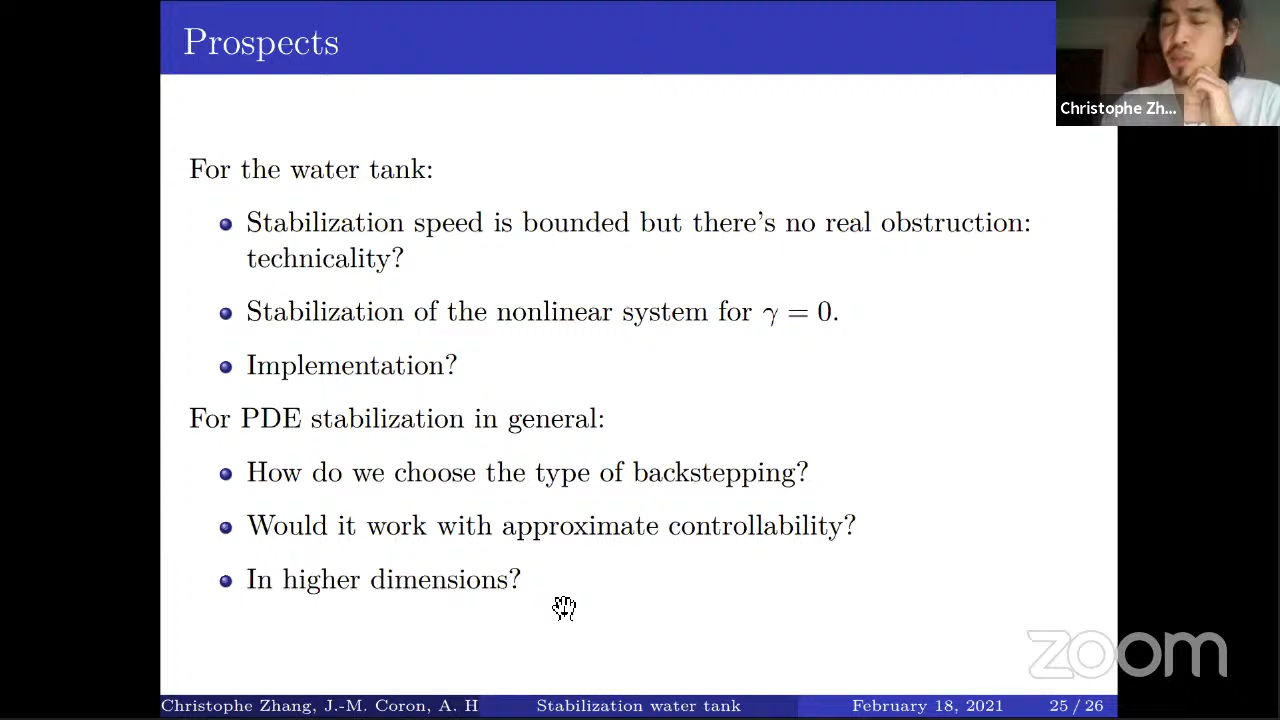 Prospects
Christophe Zh...
For the water tank:
Stabilization speed is bounded but there's no real obstruction:
technicality?
Stabilization of the nonlinear system for γ = 0.
Implementation?
For PDE stabilization in general:
How do we choose the type of backstepping?
Would it work with approximate controllability?
In higher dimensions?
zoom
Christophe Zhang, J.-M. Coron, A. H Stabilization water tank February 18, 2021 25 / 26